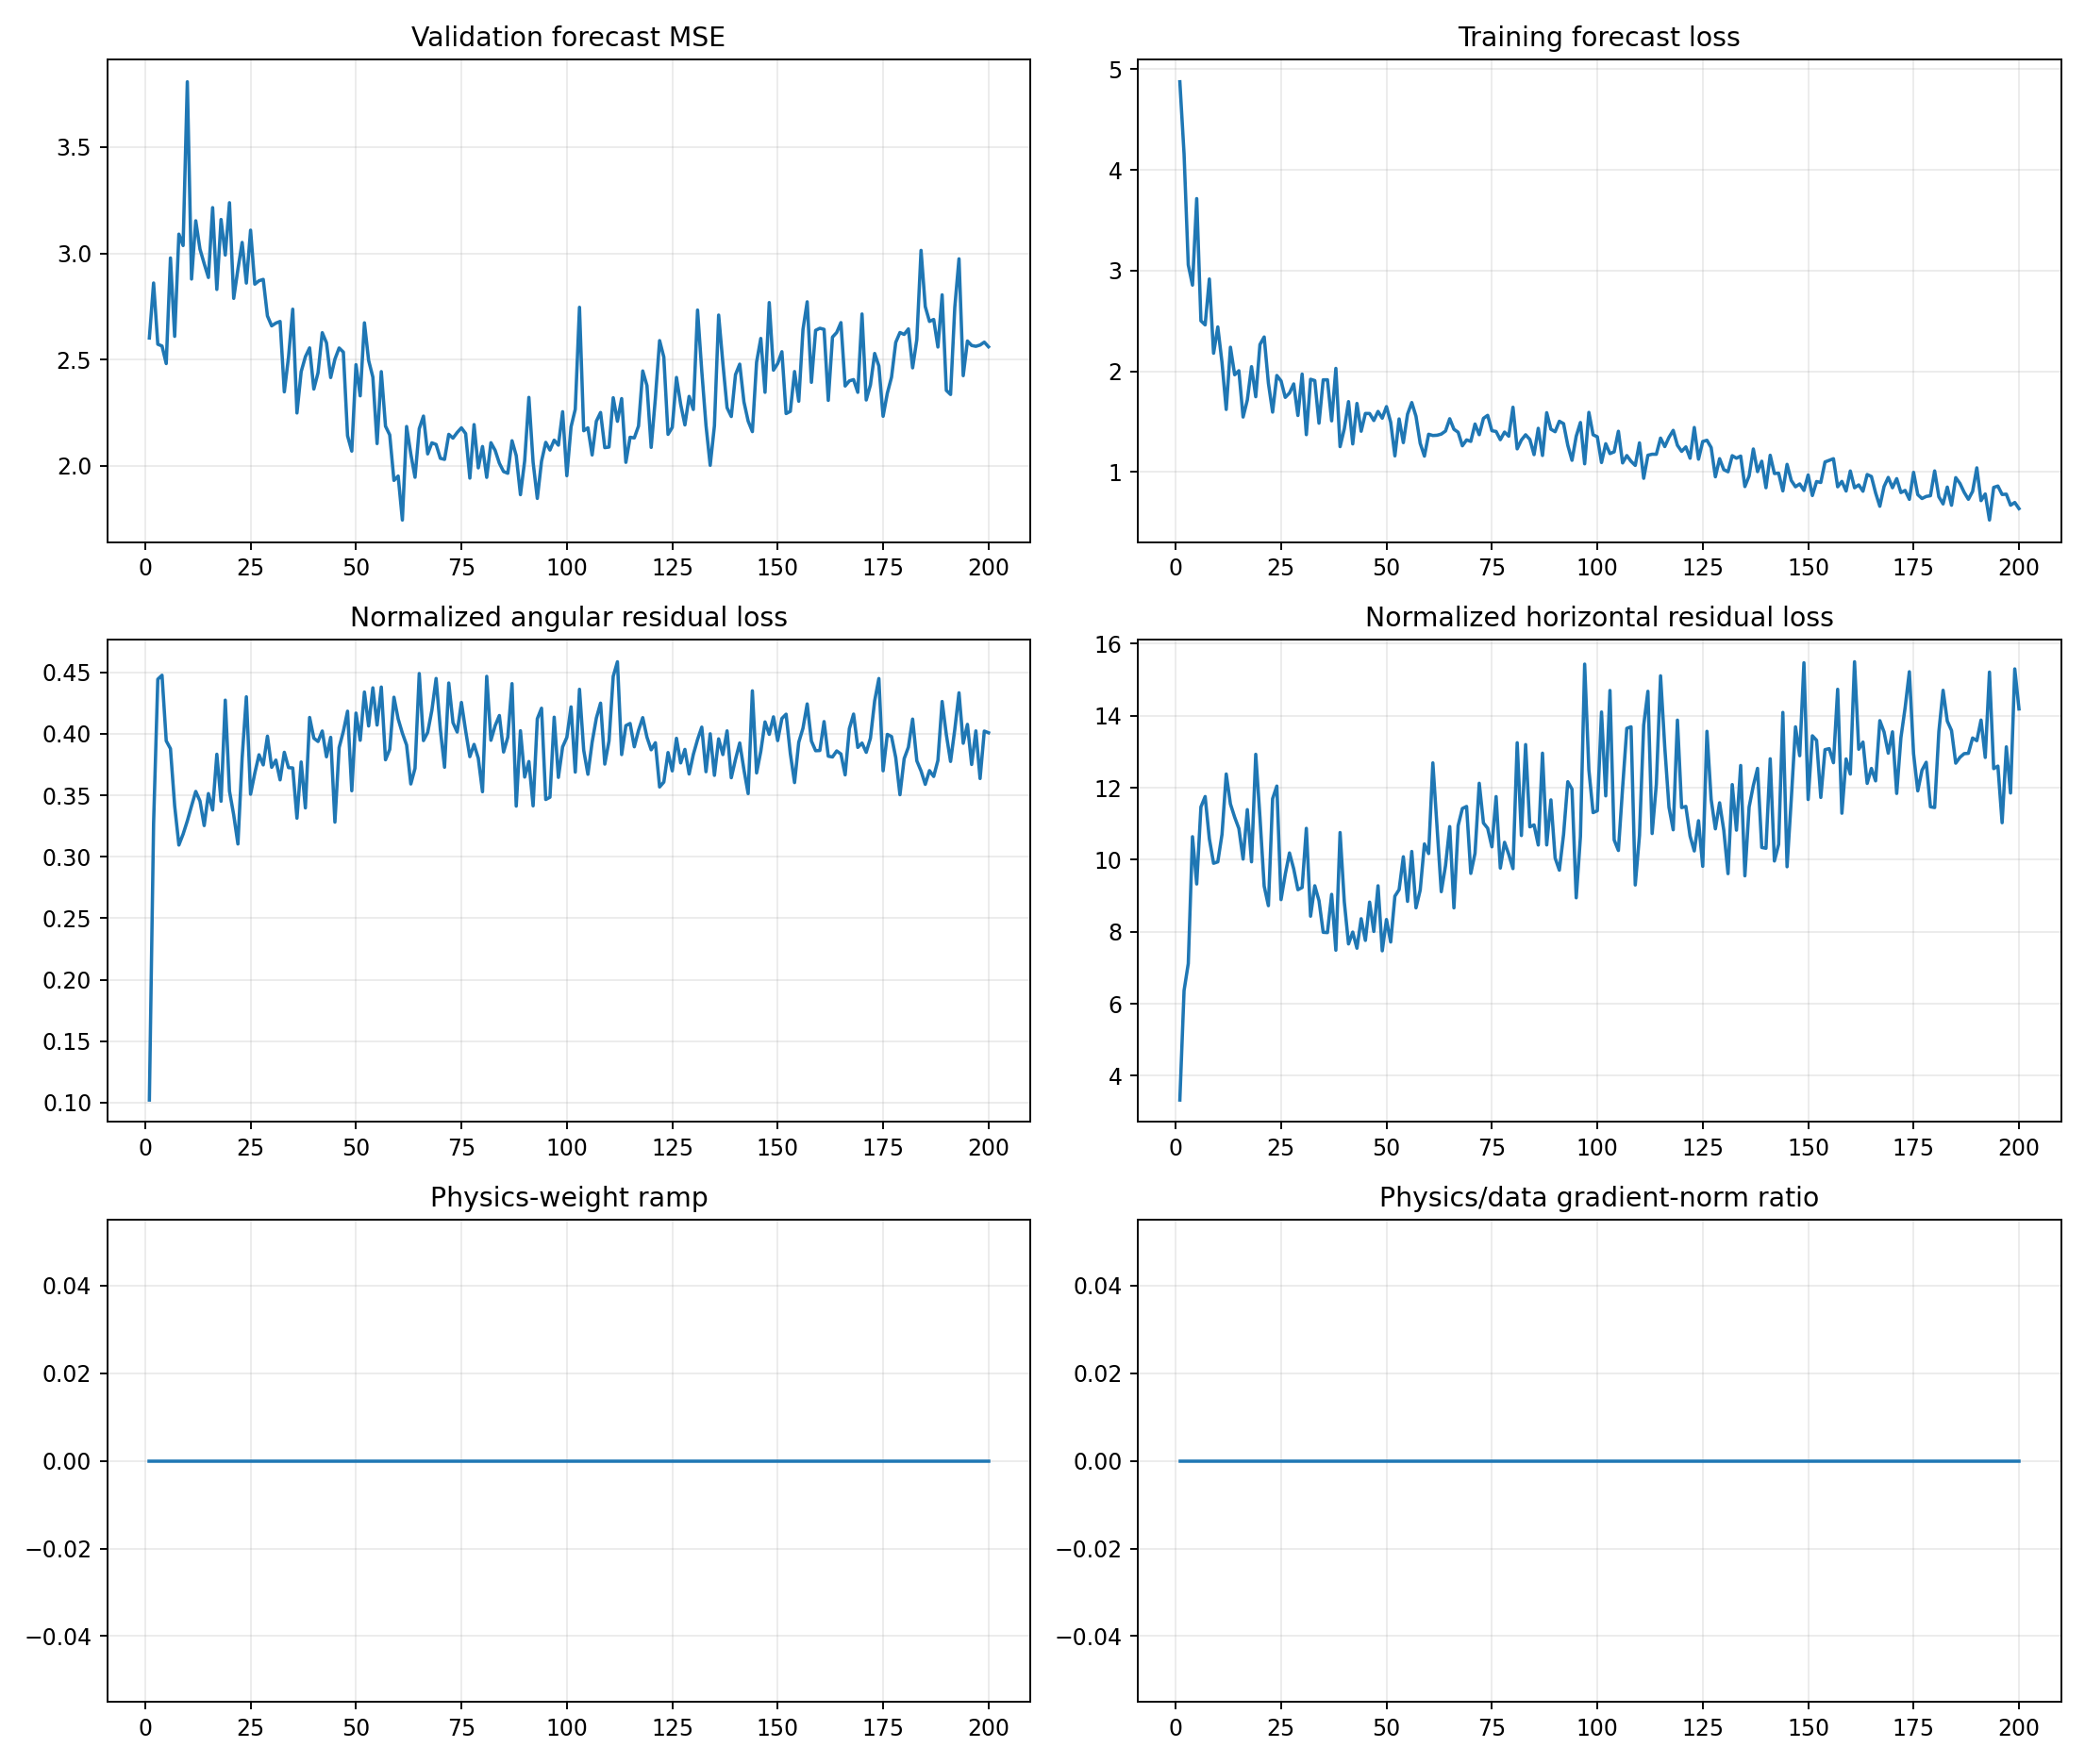 Validation forecast MSE
3.5
3.0
2.5
2.0
0 25 50 75 100 125 150 175 200
Training forecast loss
5
4
3
2
1
0 25 50 75 100 125 150 175 200
Normalized angular residual loss
0.45
0.40
0.35
0.30
0.25
0.20
0.15
0.10
0 25 50 75 100 125 150 175 200
Normalized horizontal residual loss
16
14
12
10
8
6
4
0 25 50 75 100 125 150 175 200
Physics-weight ramp
0.04
0.02
0.00
−0.02
−0.04
0 25 50 75 100 125 150 175 200
Physics/data gradient-norm ratio
0.04
0.02
0.00
−0.02
−0.04
0 25 50 75 100 125 150 175 200